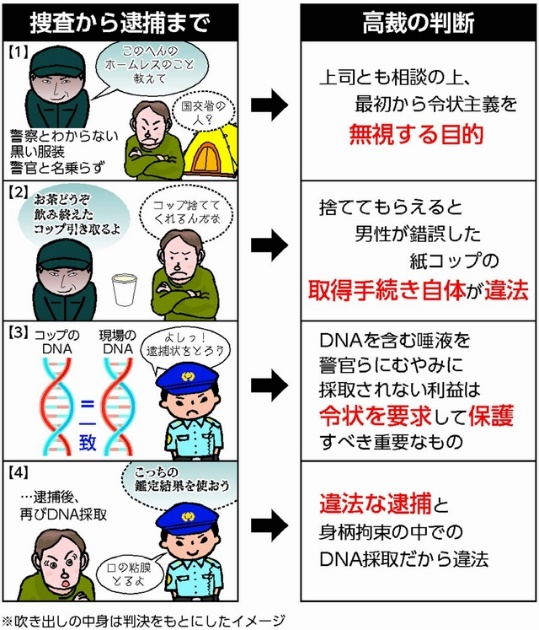 捜査から逮捕まで
高裁の判断
【1】
このへんの
ホームレスのこと
教えて
国交省の
人?
警察とわからない
黒い服装
警官と名乗らず
上司とも相談の上、
最初から令状主義を
無視する目的
【2】
お茶どうぞ
飲み終えた
コップ引き取るよ
コップ捨てて
くれるんだな
捨ててもらえると
男性が錯誤した
紙コップの
取得手続き自体が違法
【3】
コップの
DNA
現場の
DNA
=
一致
よしっ!
逮捕状をとろう
DNAを含む唾液を
警官らにむやみに
採取されない利益は
令状を要求して保護
すべき重要なもの
【4】
こっちの
鑑定結果を使おう
…逮捕後、
再びDNA採取
口の粘膜
とるよ
違法な逮捕と
身柄拘束の中での
DNA採取だから違法
※吹き出しの中身は判決をもとにしたイメージ